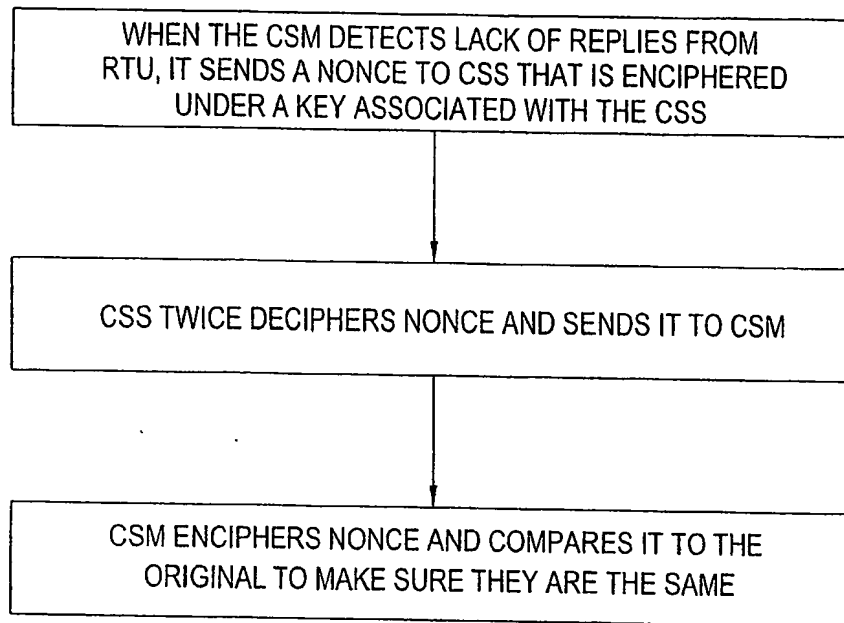 WHEN THE CSM DETECTS LACK OF REPLIES FROM
RTU, IT SENDS A NONCE TO CSS THAT IS ENCIPHERED
UNDER A KEY ASSOCIATED WITH THE CSS
CSS TWICE DECIPHERS NONCE AND SENDS IT TO CSM
CSM ENCIPHERS NONCE AND COMPARES IT TO THE
ORIGINAL TO MAKE SURE THEY ARE THE SAME